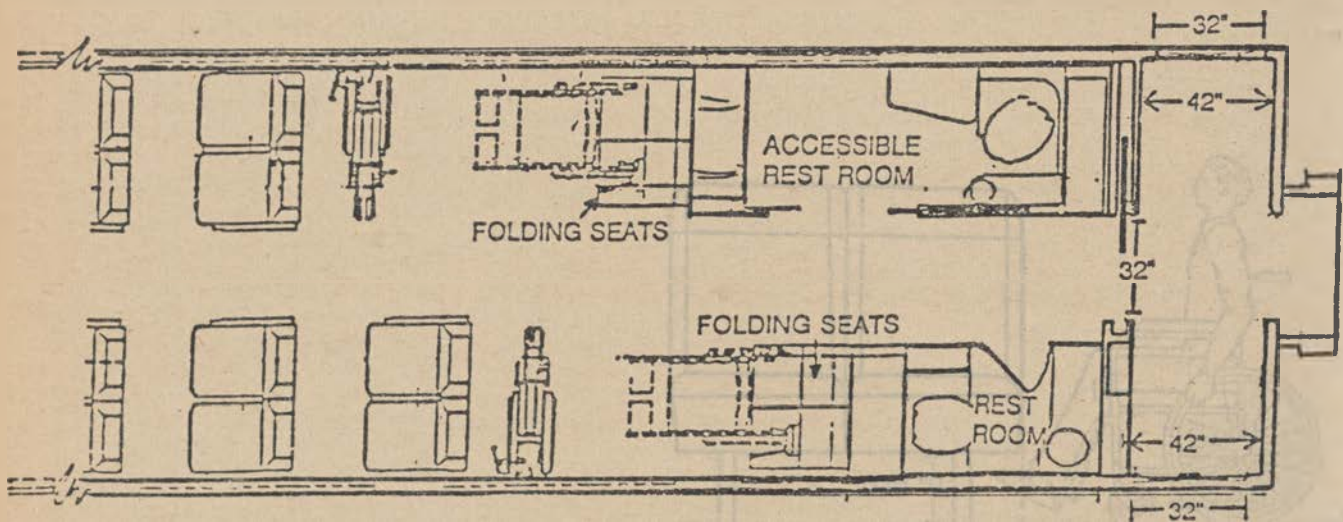 32"
42"
ACCESSIBLE
REST ROOM
FOLDING SEATS
32"
FOLDING SEATS
REST
ROOM
42"
32"